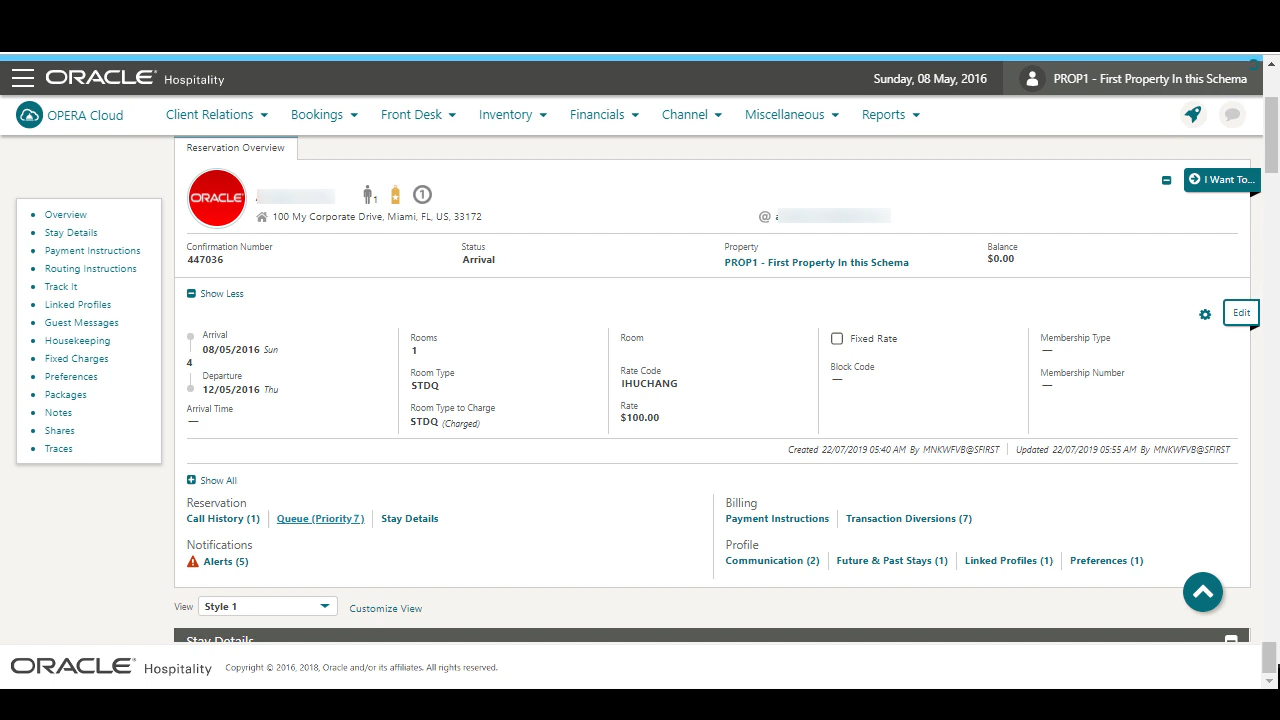 ORACLE Hospitality
Sunday, 08 May, 2016
PROP1 - First Property In this Schema
OPERA Cloud
Client Relations
Bookings
Front Desk
Inventory
Financials
Channel
Miscellaneous
Reports
Reservation Overview
Overview
Stay Details
Payment Instructions
Routing Instructions
Track It
Linked Profiles
Guest Messages
Housekeeping
Fixed Charges
Preferences
Packages
Notes
Shares
Traces
ORACLE
1
1
I Want To...
100 My Corporate Drive, Miami, FL, US, 33172
@
Confirmation Number
447036
Status
Arrival
Property
PROP1 - First Property In this Schema
Balance
$0.00
Show Less
Edit
Arrival
08/05/2016 Sun
4
Departure
12/05/2016 Thu
Arrival Time
—
Rooms
1
Room Type
STDQ
Room Type to Charge
STDQ (Charged)
Room
Rate Code
IHUCHANG
Rate
$100.00
Fixed Rate
Block Code
—
Membership Type
—
Membership Number
—
Created 22/07/2019 05:40 AM By MNKWFVB@SFIRST
Updated 22/07/2019 05:55 AM By MNKWFVB@SFIRST
Show All
Reservation
Call History (1)
Queue (Priority 7)
Stay Details
Notifications
Alerts (5)
Billing
Payment Instructions
Transaction Diversions (7)
Profile
Communication (2)
Future & Past Stays (1)
Linked Profiles (1)
Preferences (1)
View
Style 1
Customize View
Stay Details
ORACLE Hospitality
Copyright © 2016, 2018, Oracle and/or its affiliates. All rights reserved.